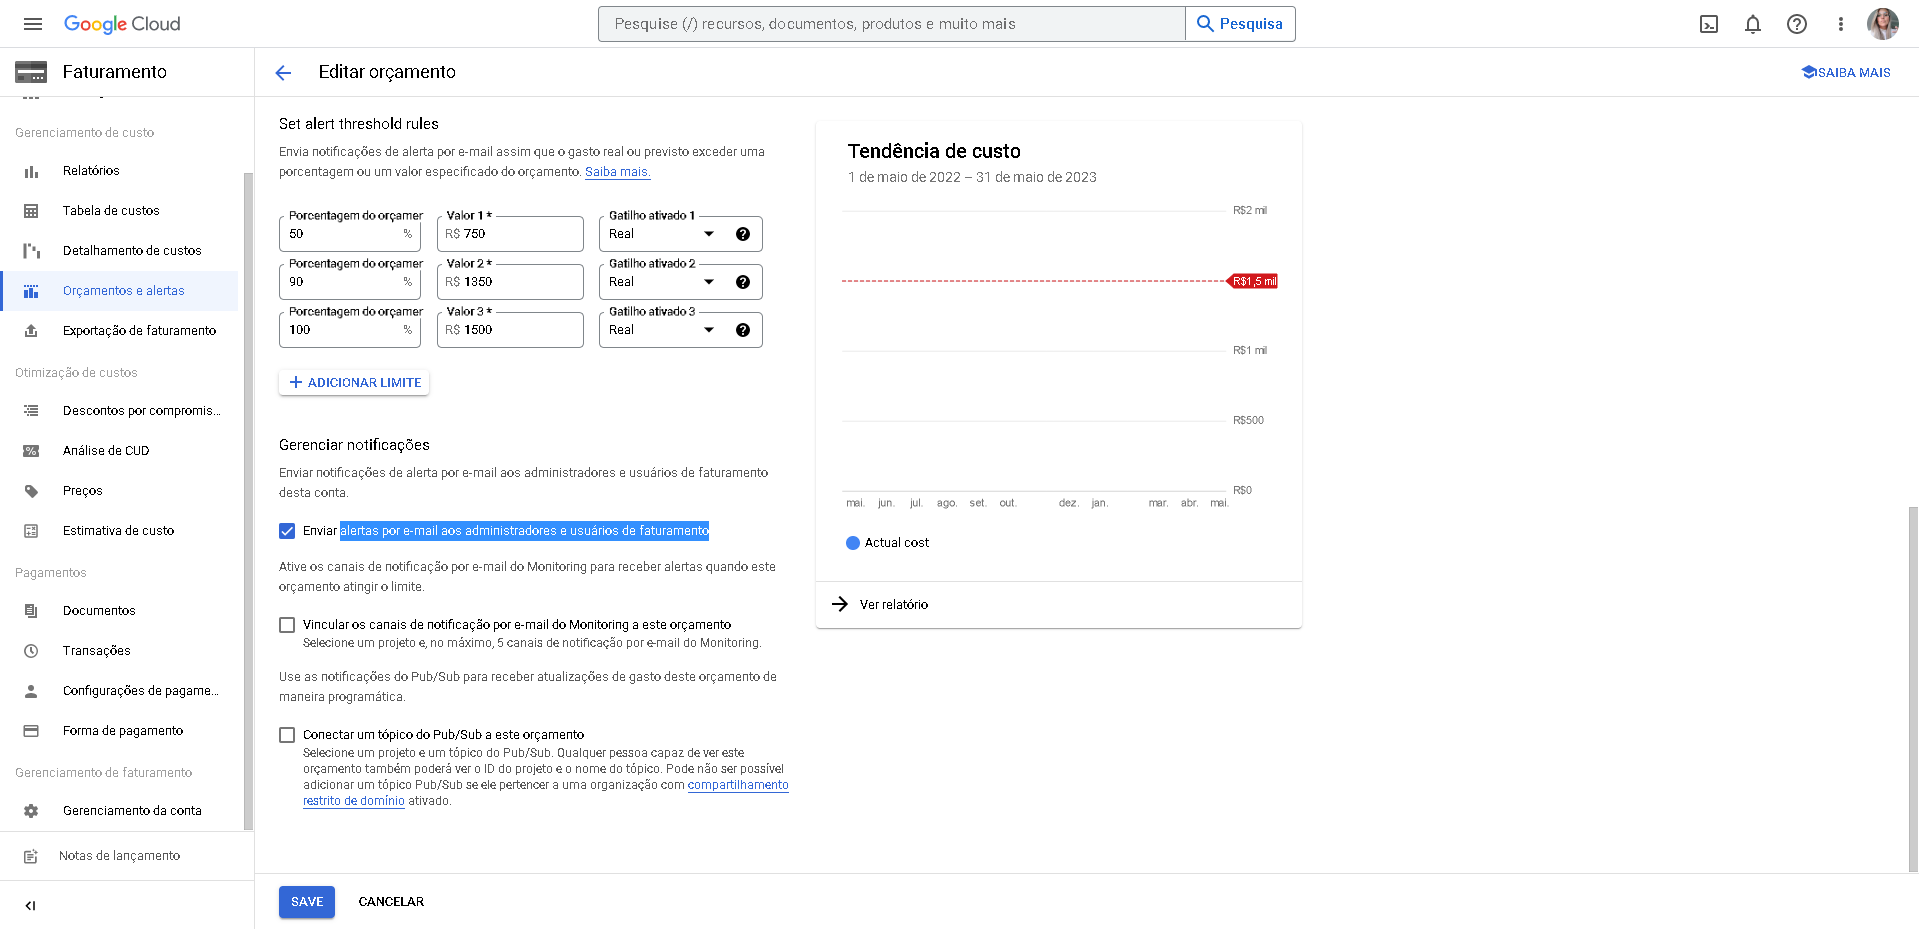 Google Cloud
Pesquise (/) recursos, documentos, produtos e muito mais
Pesquisa
Faturamento
Editar orçamento
SAIBA MAIS
Gerenciamento de custo
Relatórios
Tabela de custos
Detalhamento de custos
Orçamentos e alertas
Exportação de faturamento
Otimização de custos
Descontos por compromis...
Análise de CUD
Preços
Estimativa de custo
Pagamentos
Documentos
Transações
Configurações de pagame...
Forma de pagamento
Gerenciamento de faturamento
Gerenciamento da conta
Notas de lançamento
Set alert threshold rules
Envia notificações de alerta por e-mail assim que o gasto real ou previsto exceder uma
porcentagem ou um valor especificado do orçamento. Saiba mais.
Porcentagem do orçamer
50 %
Valor 1 *
R$ 750
Gatilho ativado 1
Real
Porcentagem do orçamer
90 %
Valor 2 *
R$ 1350
Gatilho ativado 2
Real
Porcentagem do orçamer
100 %
Valor 3 *
R$ 1500
Gatilho ativado 3
Real
ADICIONAR LIMITE
Gerenciar notificações
Enviar notificações de alerta por e-mail aos administradores e usuários de faturamento
desta conta.
Enviar alertas por e-mail aos administradores e usuários de faturamento
Ative os canais de notificação por e-mail do Monitoring para receber alertas quando este
orçamento atingir o limite.
Vincular os canais de notificação por e-mail do Monitoring a este orçamento
Selecione um projeto e, no máximo, 5 canais de notificação por e-mail do Monitoring.
Use as notificações do Pub/Sub para receber atualizações de gasto deste orçamento de
maneira programática.
Conectar um tópico do Pub/Sub a este orçamento
Selecione um projeto e um tópico do Pub/Sub. Qualquer pessoa capaz de ver este
orçamento também poderá ver o ID do projeto e o nome do tópico. Pode não ser possível
adicionar um tópico Pub/Sub se ele pertencer a uma organização com compartilhamento
restrito de domínio ativado.
SAVE
CANCELAR
Tendência de custo
1 de maio de 2022 – 31 de maio de 2023
R$2 mil
R$1,5 mil
R$1 mil
R$500
R$0
mai. jun. jul. ago. set. out. dez. jan. mar. abr. mai.
Actual cost
Ver relatório